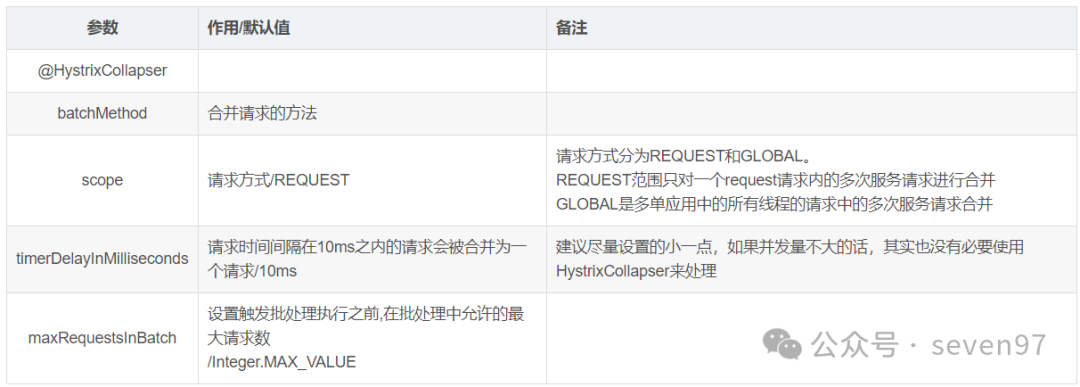 参数
作用/默认值
备注
@HystrixCollapser
batchMethod
合并请求的方法
scope
请求方式/REQUEST
请求方式分为REQUEST和GLOBAL。
REQUEST范围只对一个request请求内的多次服务请求进行合并
GLOBAL是多单应用中的所有线程的请求中的多次服务请求合并
timerDelayInMilliseconds
请求时间间隔在10ms之内的请求会被合并为一
个请求/10ms
建议尽量设置的小一点，如果并发量不大的话，其实也没有必要使用
HystrixCollapser来处理
maxRequestsInBatch
设置触发批处理执行之前,在批处理中允许的最
大请求数
/Integer.MAX_VALUE
公众号 · seven97